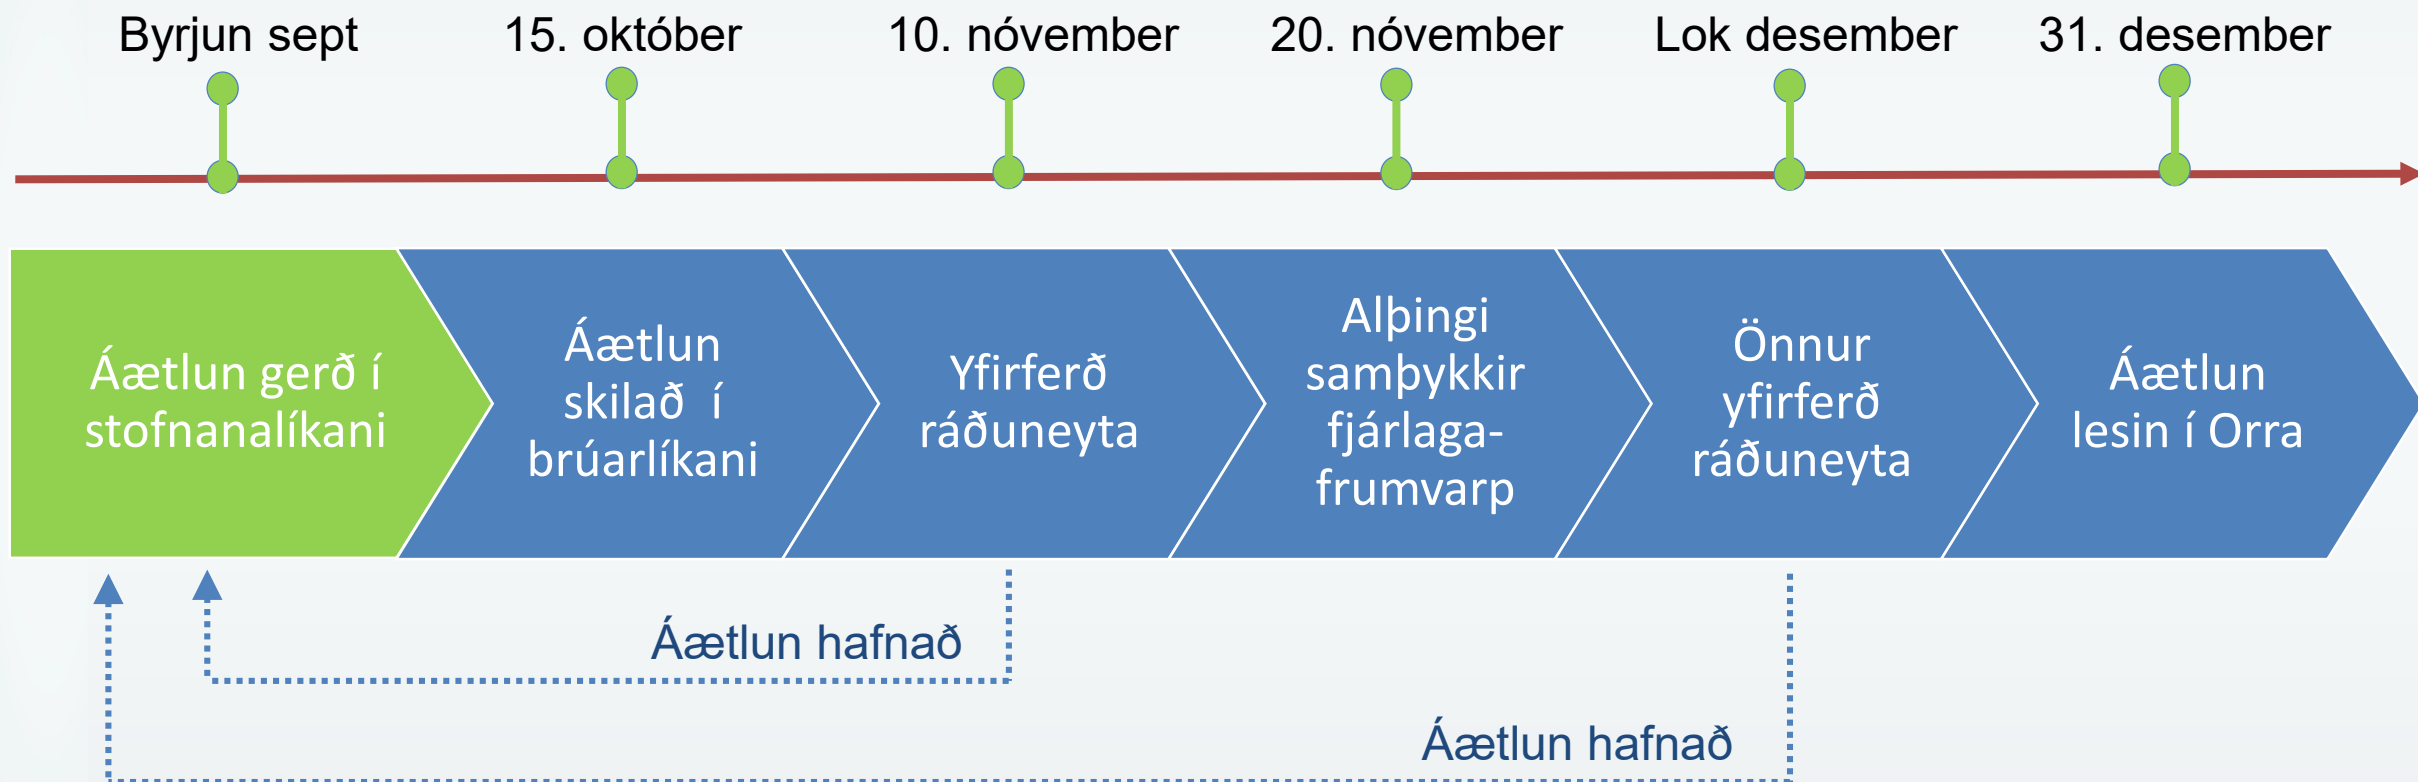 Byrjun sept
15. október
10. nóvember
20. nóvember
Lok desember
31. desember
Áætlun gerð í
stofnanalíkani
Áætlun
skilað í
brúarlíkani
Yfirferð
ráðuneyta
Alþingi
samþykkir
fjárlaga-
frumvarp
Önnur
yfirferð
ráðuneyta
Áætlun
lesin í Orra
Áætlun hafnað
Áætlun hafnað